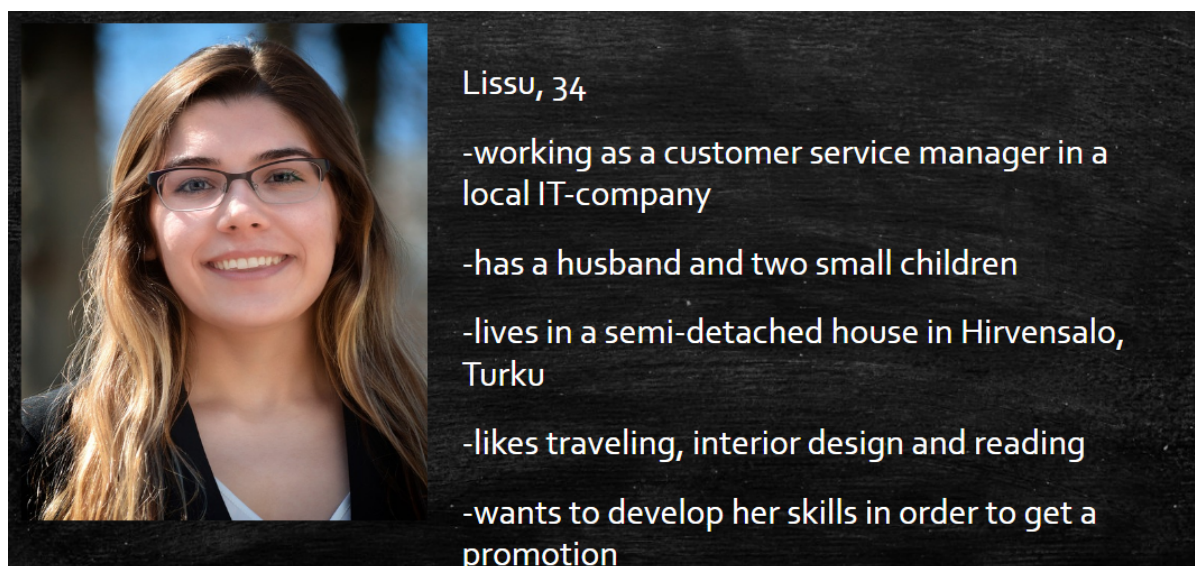 Lissu, 34
-working as a customer service manager in a
local IT-company
-has a husband and two small children
-lives in a semi-detached house in Hirvensalo,
Turku
-likes traveling, interior design and reading
-wants to develop her skills in order to get a
promotion